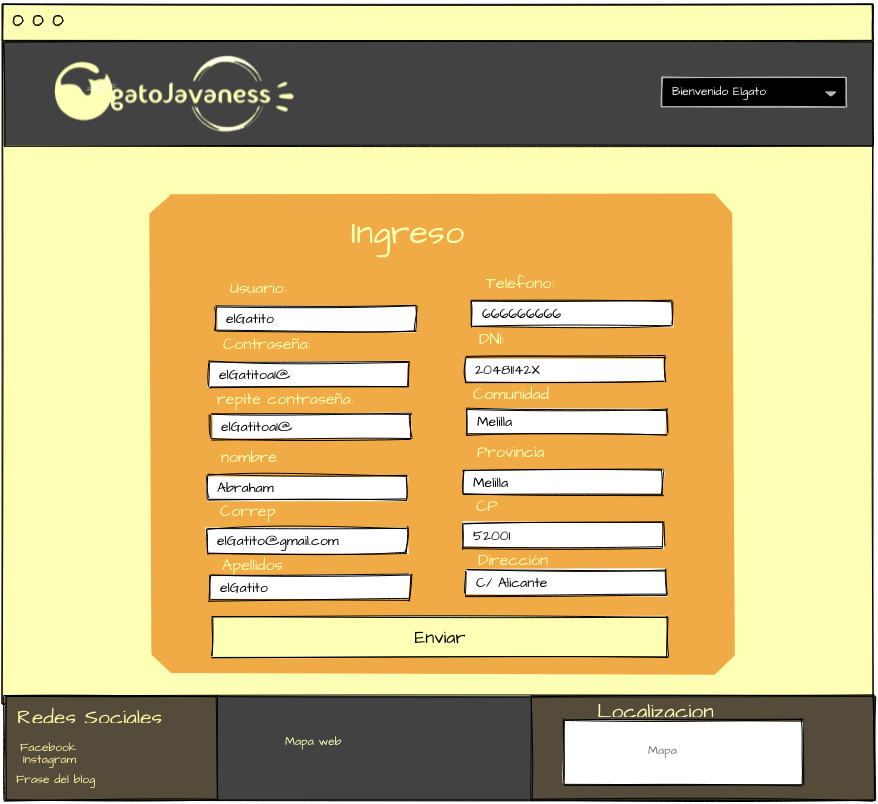 gatoJavaness
Bienvenido Elgato
Ingreso
Usuario:
elGatito
Contraseña:
elGatitoa1@
repite contraseña:
elGatitoa1@
nombre
Abraham
Correp
elGatito@gmail.com
Apellidos
elGatito
Telefono:
666666666
DNI:
20481142X
Comunidad
Melilla
Provincia
Melilla
CP
52001
Dirección
C/ Alicante
Enviar
Redes Sociales
Facebook
Instagram
Frase del blog
Mapa web
Localizacion
Mapa